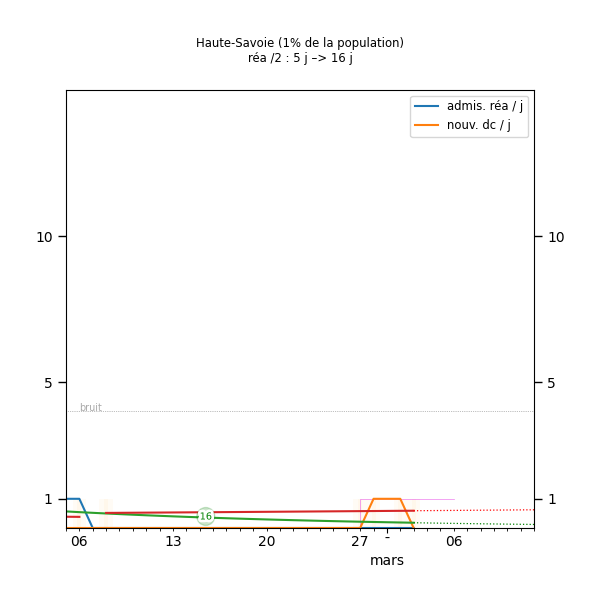 Haute-Savoie (1% de la population)
réa /2 : 5 j –> 16 j
admis. réa / j
nouv. dc / j
10 10
5 5
bruit
1 1
16
06 13 20 27 - 06
mars